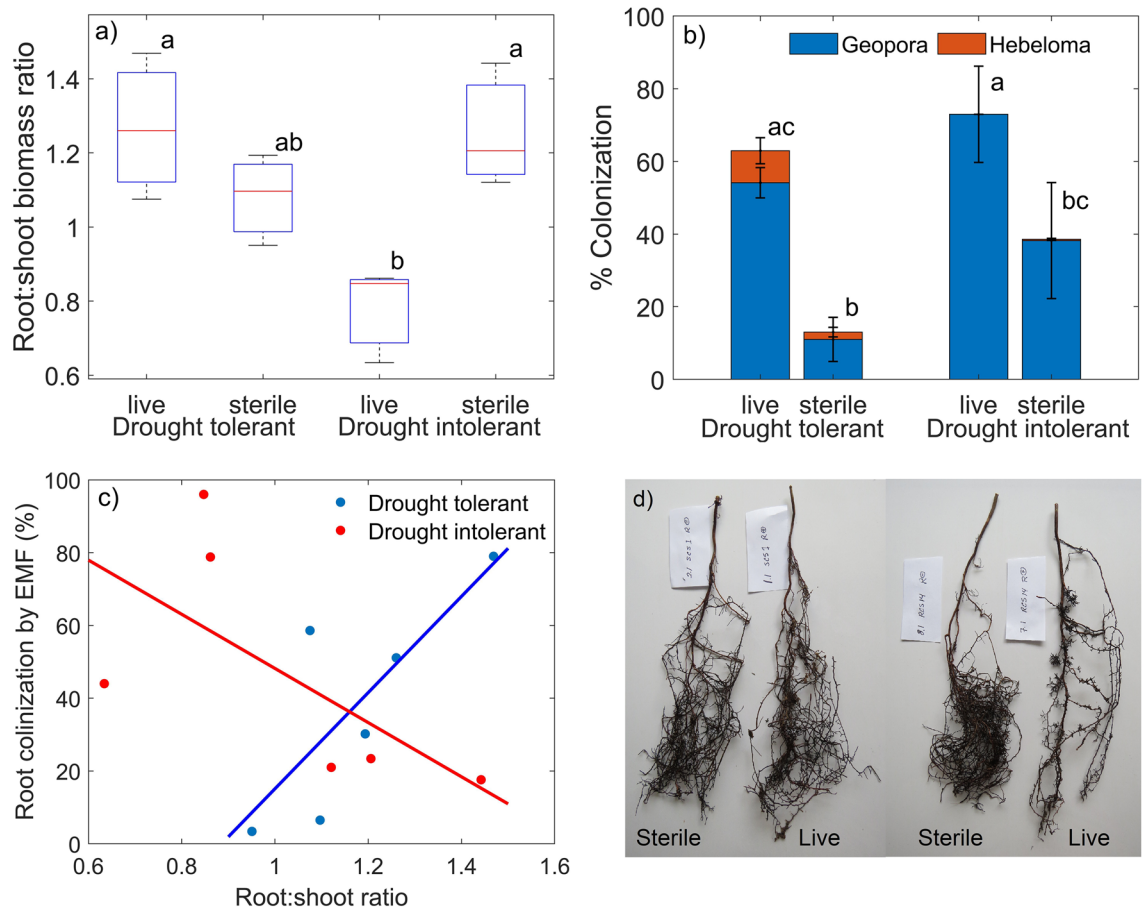 a)
Root:shoot biomass ratio
1.4
1.2
1
0.8
0.6
a
ab
b
a
live sterile live sterile
Drought tolerant Drought intolerant
b)
Geopora Hebeloma
% Colonization
100
80
60
40
20
0
ac
b
a
bc
live sterile live sterile
Drought tolerant Drought intolerant
c)
Drought tolerant
Drought intolerant
Root colinization by EMF (%)
100
80
60
40
20
0
0.6 0.8 1 1.2 1.4 1.6
Root:shoot ratio
d)
Sterile Live Sterile Live